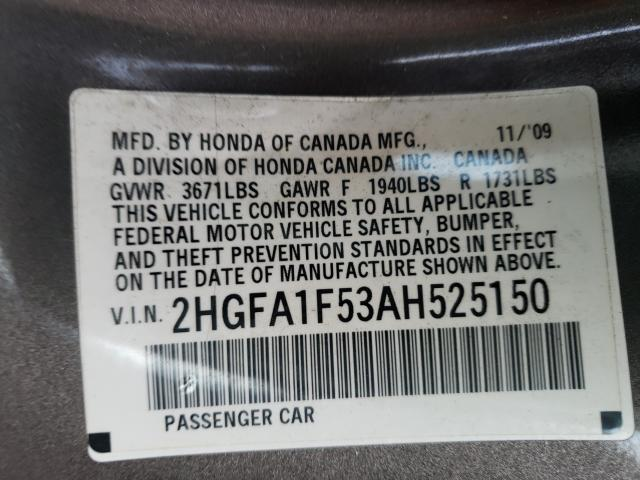 MFD. BY HONDA OF CANADA MFG., 11/'09
A DIVISION OF HONDA CANADA INC. CANADA
GVWR 3671LBS GAWR F 1940LBS R 1731LBS
THIS VEHICLE CONFORMS TO ALL APPLICABLE
FEDERAL MOTOR VEHICLE SAFETY, BUMPER,
AND THEFT PREVENTION STANDARDS IN EFFECT
ON THE DATE OF MANUFACTURE SHOWN ABOVE.
V.I.N. 2HGFA1F53AH525150
PASSENGER CAR